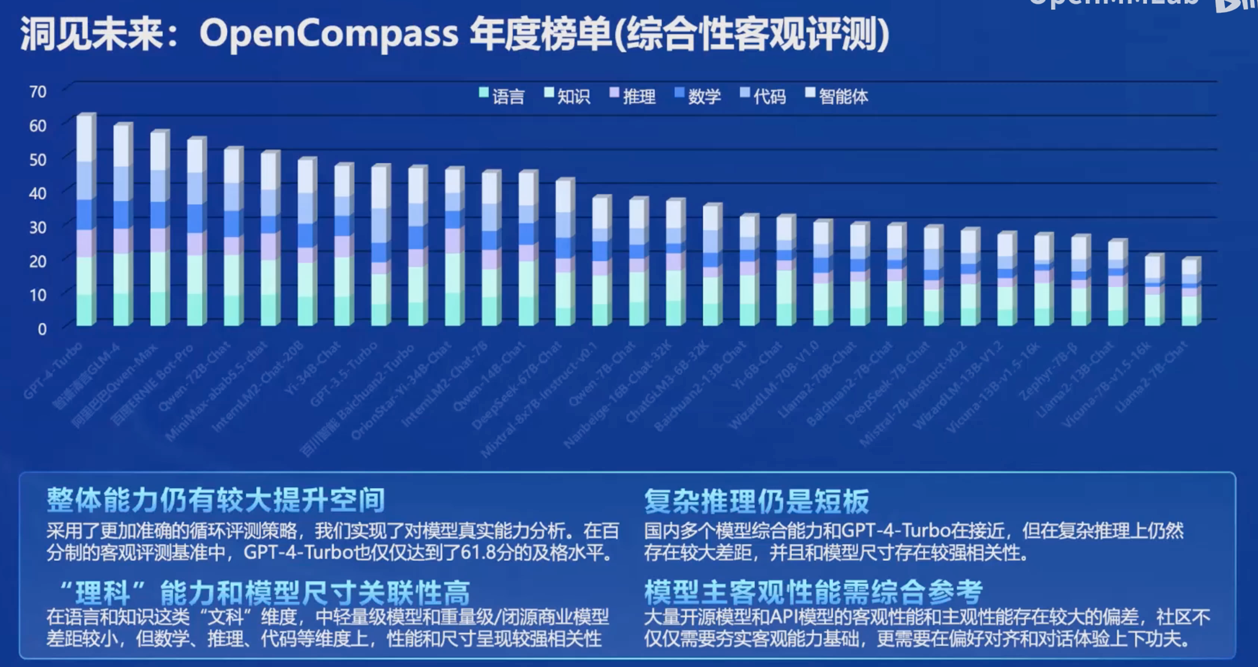 OpenMMLab
洞见未来：OpenCompass 年度榜单(综合性客观评测)
语言 知识 推理 数学 代码 智能体
70
60
50
40
30
20
10
0
GPT-4-Turbo
智谱清言GLM-4
阿里巴巴Qwen-Max
百度ERNIE Bot-Pro
Qwen-72B-Chat
MiniMax-abab5.5-chat
InternLM2-Chat-20B
Yi-34B-Chat
GPT-3.5-Turbo
百川智能 Baichuan2-Turbo
OrionStar-Yi-34B-Chat
InternLM2-Chat-7B
Qwen-14B-Chat
DeepSeek-67B-Chat
Mixtral-8x7B-Instruct-v0.1
Qwen-7B-Chat
Nanbeige-16B-Chat-32K
ChatGLM3-6B-32K
Baichuan2-13B-Chat
Yi-6B-Chat
WizardLM-70B-V1.0
Llama2-70B-Chat
Baichuan2-7B-Chat
DeepSeek-7B-Chat
Mistral-7B-Instruct-v0.2
WizardLM-13B-V1.2
Vicuna-13B-v1.5-16k
Zephyr-7B-β
Llama2-13B-Chat
Vicuna-7B-v1.5-16k
Llama2-7B-Chat
整体能力仍有较大提升空间
采用了更加准确的循环评测策略，我们实现了对模型真实能力分析。在百
分制的客观评测基准中，GPT-4-Turbo也仅仅达到了61.8分的及格水平。
“理科”能力和模型尺寸关联性高
在语言和知识这类“文科”维度，中轻量级模型和重量级/闭源商业模型
差距较小，但数学、推理、代码等维度上，性能和尺寸呈现较强相关性
复杂推理仍是短板
国内多个模型综合能力和GPT-4-Turbo在接近，但在复杂推理上仍然
存在较大差距，并且和模型尺寸存在较强相关性。
模型主客观性能需综合参考
大量开源模型和API模型的客观性能和主观性能存在较大的偏差，社区不
仅仅需要夯实客观能力基础，更需要在偏好对齐和对话体验上下功夫。